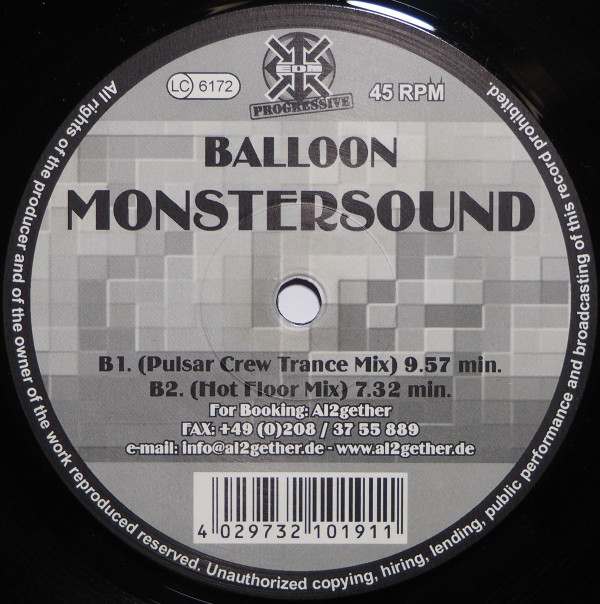 EDM
PROGRESSIVE
LC 6172
45 RPM
BALLOON
MONSTERSOUND
B1. (Pulsar Crew Trance Mix) 9.57 min.
B2. (Hot Floor Mix) 7.32 min.
For Booking: Al2gether
FAX: +49 (0)208 / 37 55 889
e-mail: info@al2gether.de - www.al2gether.de
4 029732 101911
All rights of the producer and of the owner of the work reproduced reserved. Unauthorized copying, hiring, lending, public performance and broadcasting of this record prohibited.